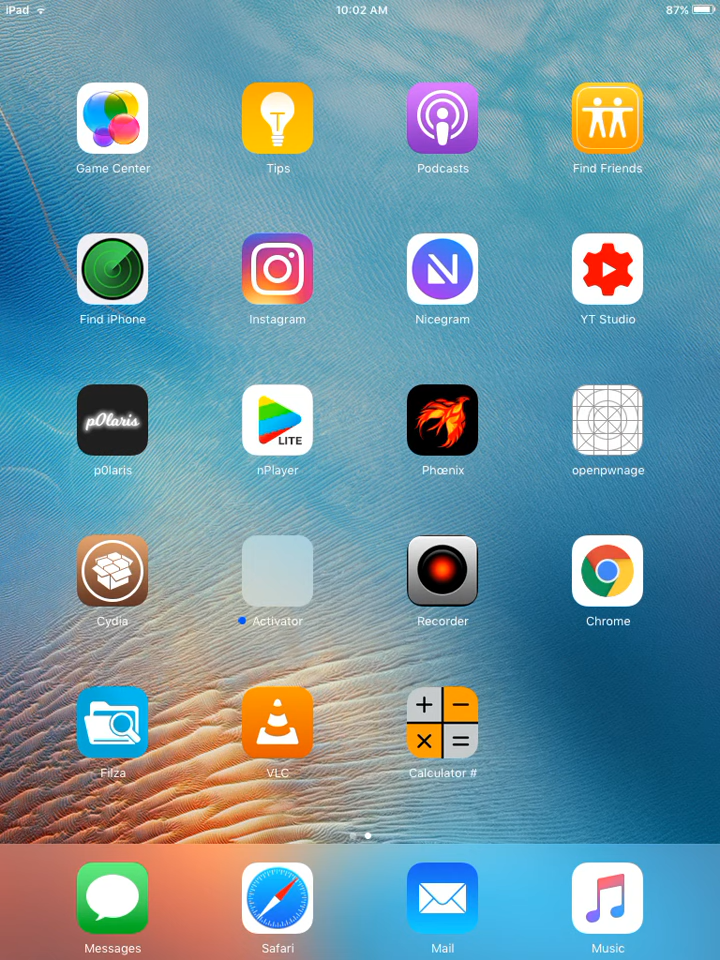 iPad 10:02 AM 87%
Game Center Tips Podcasts Find Friends
Find iPhone Instagram Nicegram YT Studio
p0laris
LITE
p0laris nPlayer Phœnix openpwnage
Cydia Activator Recorder Chrome
Filza VLC Calculator #
Messages Safari Mail Music